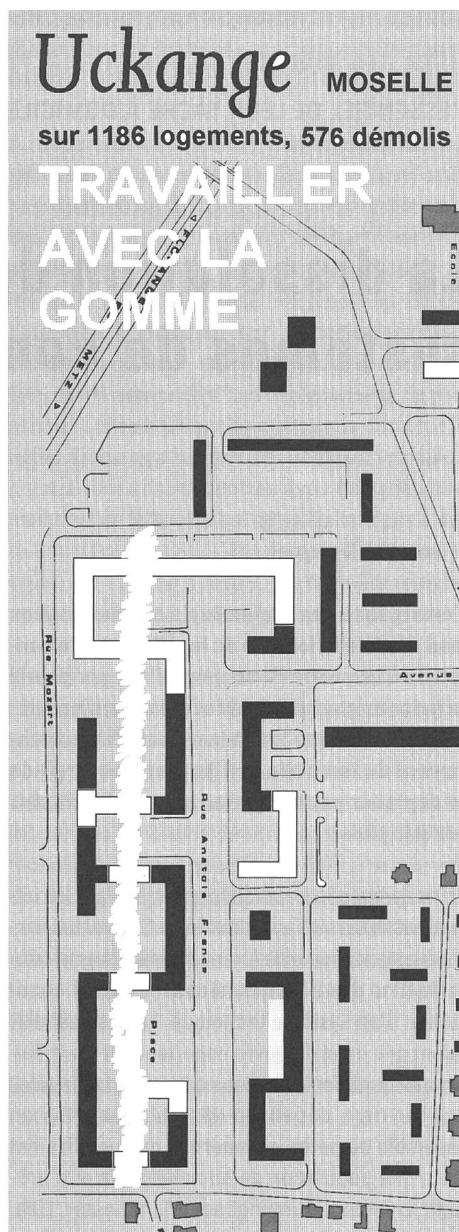 Uckange MOSELLE
sur 1186 logements, 576 démolis
TRAVAILLER
AVEC LA
GOMME
FLORANGE
METZ
Ecole
Rue Mozart
Avenue
Rue Anatole France
Place